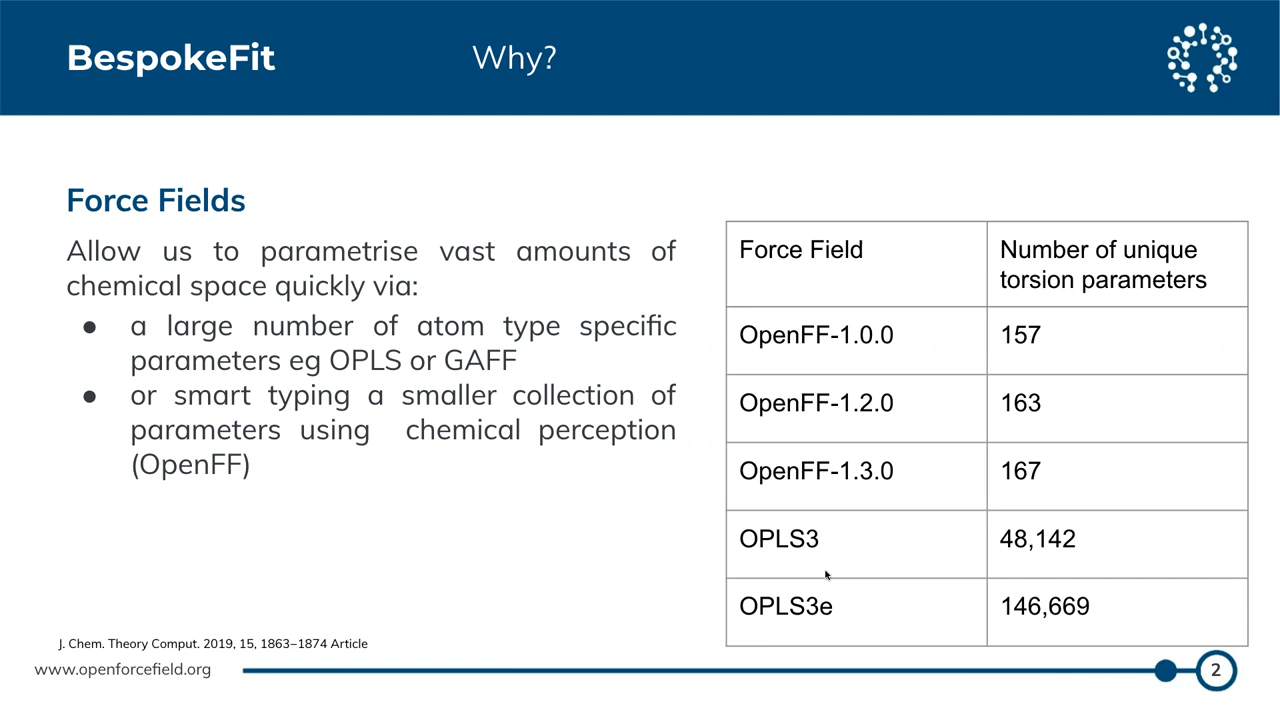 BespokeFit
Why?
Force Fields
Allow us to parametrise vast amounts of
chemical space quickly via:
● a large number of atom type specific
parameters eg OPLS or GAFF
● or smart typing a smaller collection of
parameters using chemical perception
(OpenFF)
Force Field
Number of unique
torsion parameters
OpenFF-1.0.0
157
OpenFF-1.2.0
163
OpenFF-1.3.0
167
OPLS3
48,142
OPLS3e
146,669
J. Chem. Theory Comput. 2019, 15, 1863−1874 Article
www.openforcefield.org
2